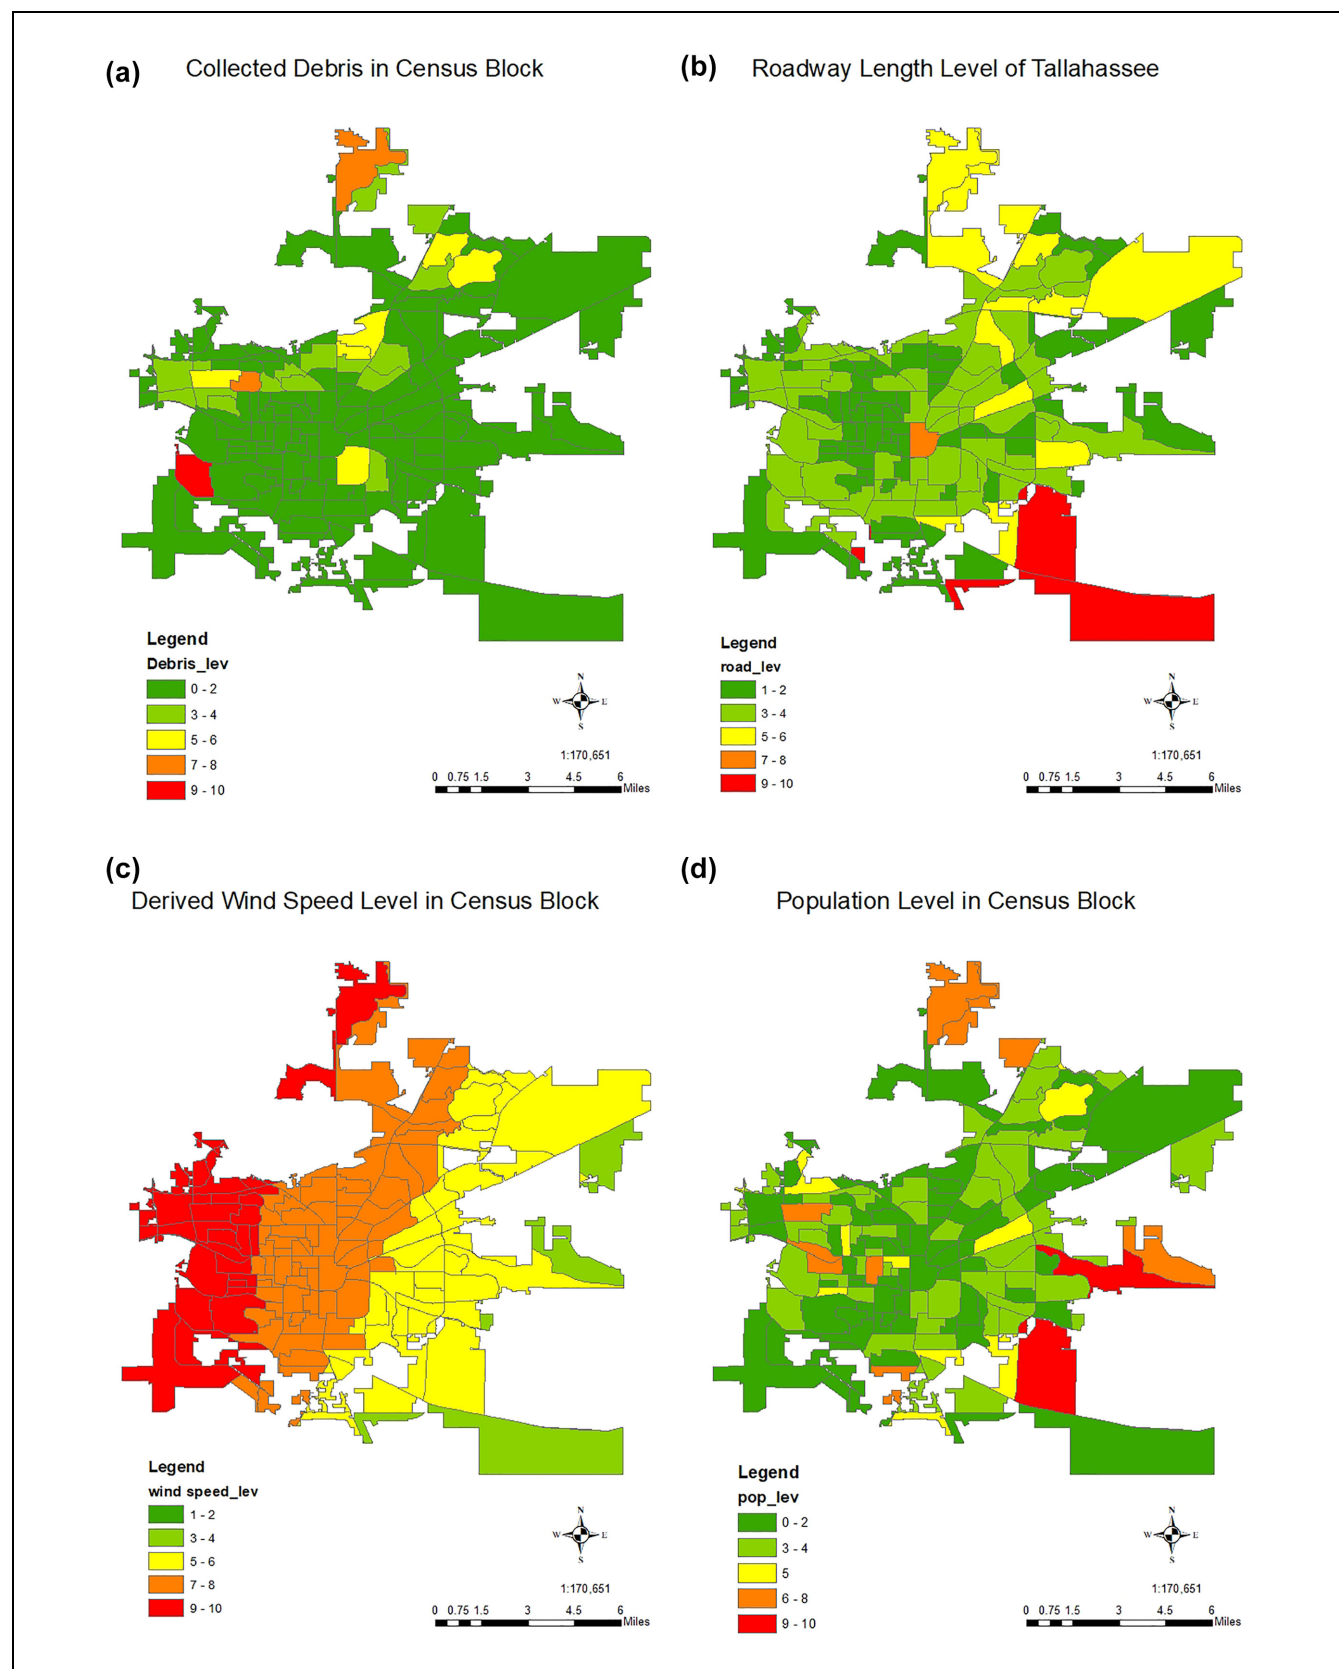 (a)
Collected Debris in Census Block
(b)
Roadway Length Level of Tallahassee
Legend
Debris_lev
0 - 2
3 - 4
5 - 6
7 - 8
9 - 10
N
W
E
S
1:170,651
0 0.75 1.5 3 4.5 6
Miles
Legend
road_lev
1 - 2
3 - 4
5 - 6
7 - 8
9 - 10
N
W
E
S
1:170,651
0 0.75 1.5 3 4.5 6
Miles
(c)
Derived Wind Speed Level in Census Block
(d)
Population Level in Census Block
Legend
wind speed_lev
1 - 2
3 - 4
5 - 6
7 - 8
9 - 10
N
W
E
S
1:170,651
0 0.75 1.5 3 4.5 6
Miles
Legend
pop_lev
0 - 2
3 - 4
5
6 - 8
9 - 10
N
W
E
S
1:170,651
0 0.75 1.5 3 4.5 6
Miles